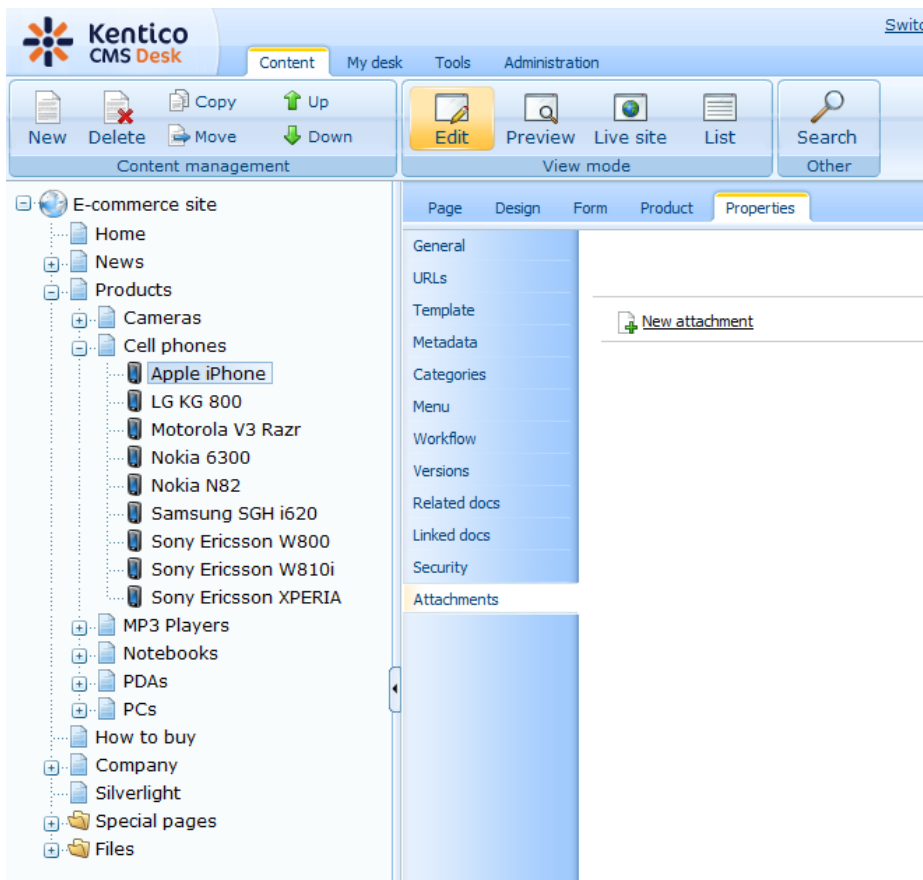 Kentico
CMS Desk
Content My desk Tools Administration
New Delete Copy Move Up Down
Content management
Edit Preview Live site List
View mode
Search
Other
E-commerce site
Home
News
Products
Cameras
Cell phones
Apple iPhone
LG KG 800
Motorola V3 Razr
Nokia 6300
Nokia N82
Samsung SGH i620
Sony Ericsson W800
Sony Ericsson W810i
Sony Ericsson XPERIA
MP3 Players
Notebooks
PDAs
PCs
How to buy
Company
Silverlight
Special pages
Files
Page Design Form Product Properties
General
URLs
Template
Metadata
Categories
Menu
Workflow
Versions
Related docs
Linked docs
Security
Attachments
New attachment